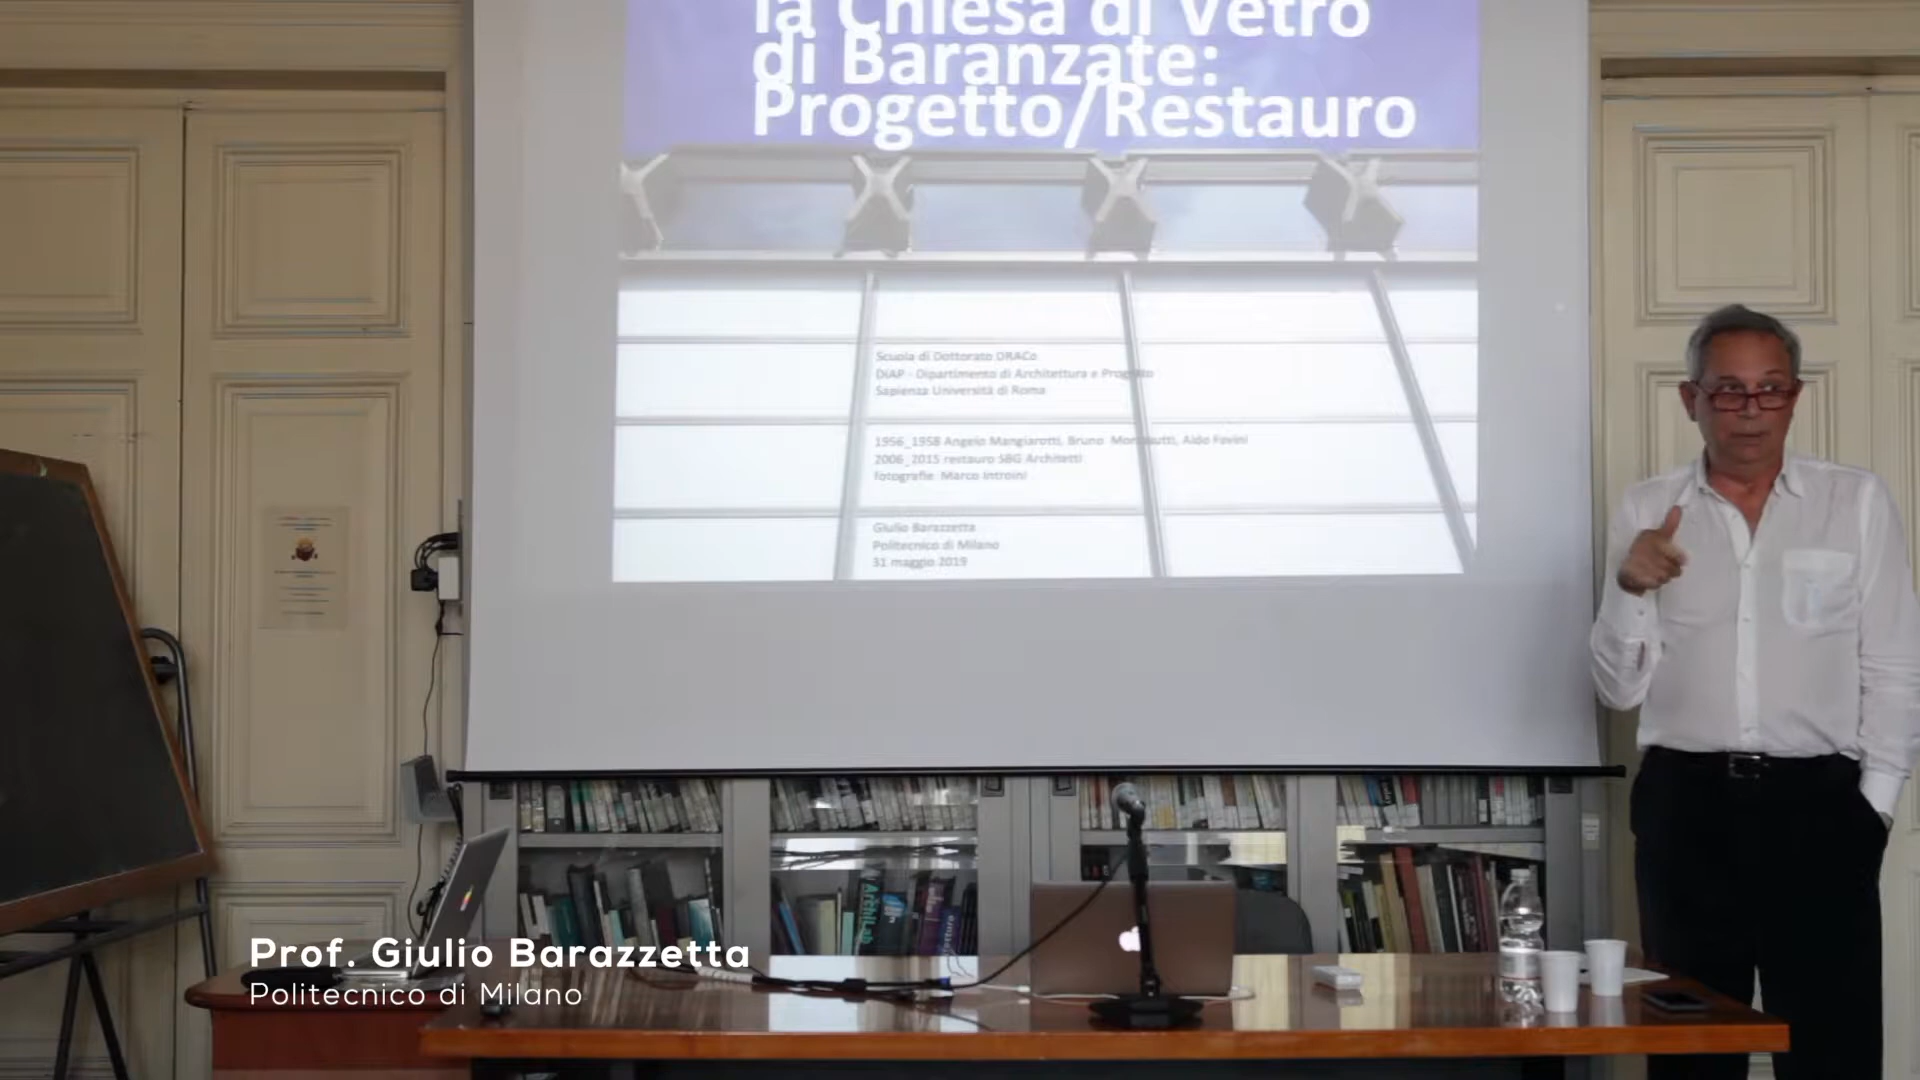 la Chiesa di Vetro
di Baranzate:
Progetto/Restauro
Scuola di Dottorato DRACo
DiAP - Dipartimento di Architettura e Progetto
Sapienza Università di Roma
1956_1958 Angelo Mangiarotti, Bruno Morassutti, Aldo Favini
2006_2015 restauro SBG Architetti
fotografie Marco Introini
Giulio Barazzetta
Politecnico di Milano
31 maggio 2019
ArchiLab
Prof. Giulio Barazzetta
Politecnico di Milano